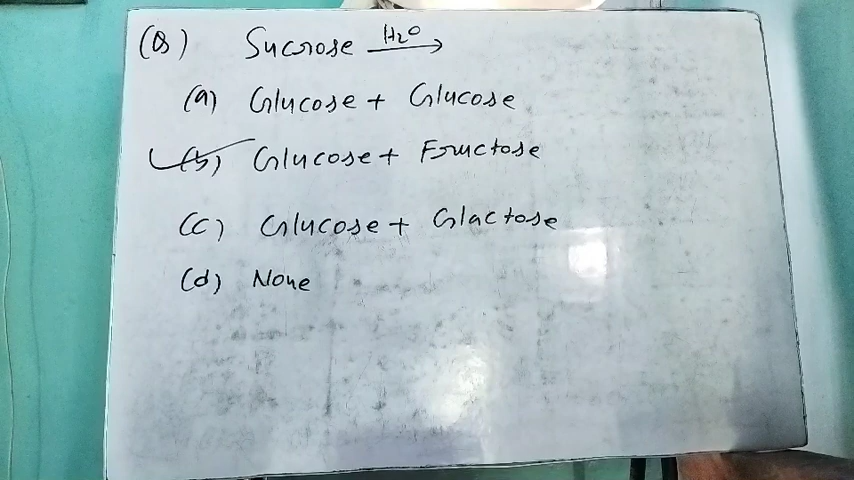 (Q) Sucrose H₂O →
(a) Glucose + Glucose
(b) Glucose + Fructose
(c) Glucose + Glactose
(d) None